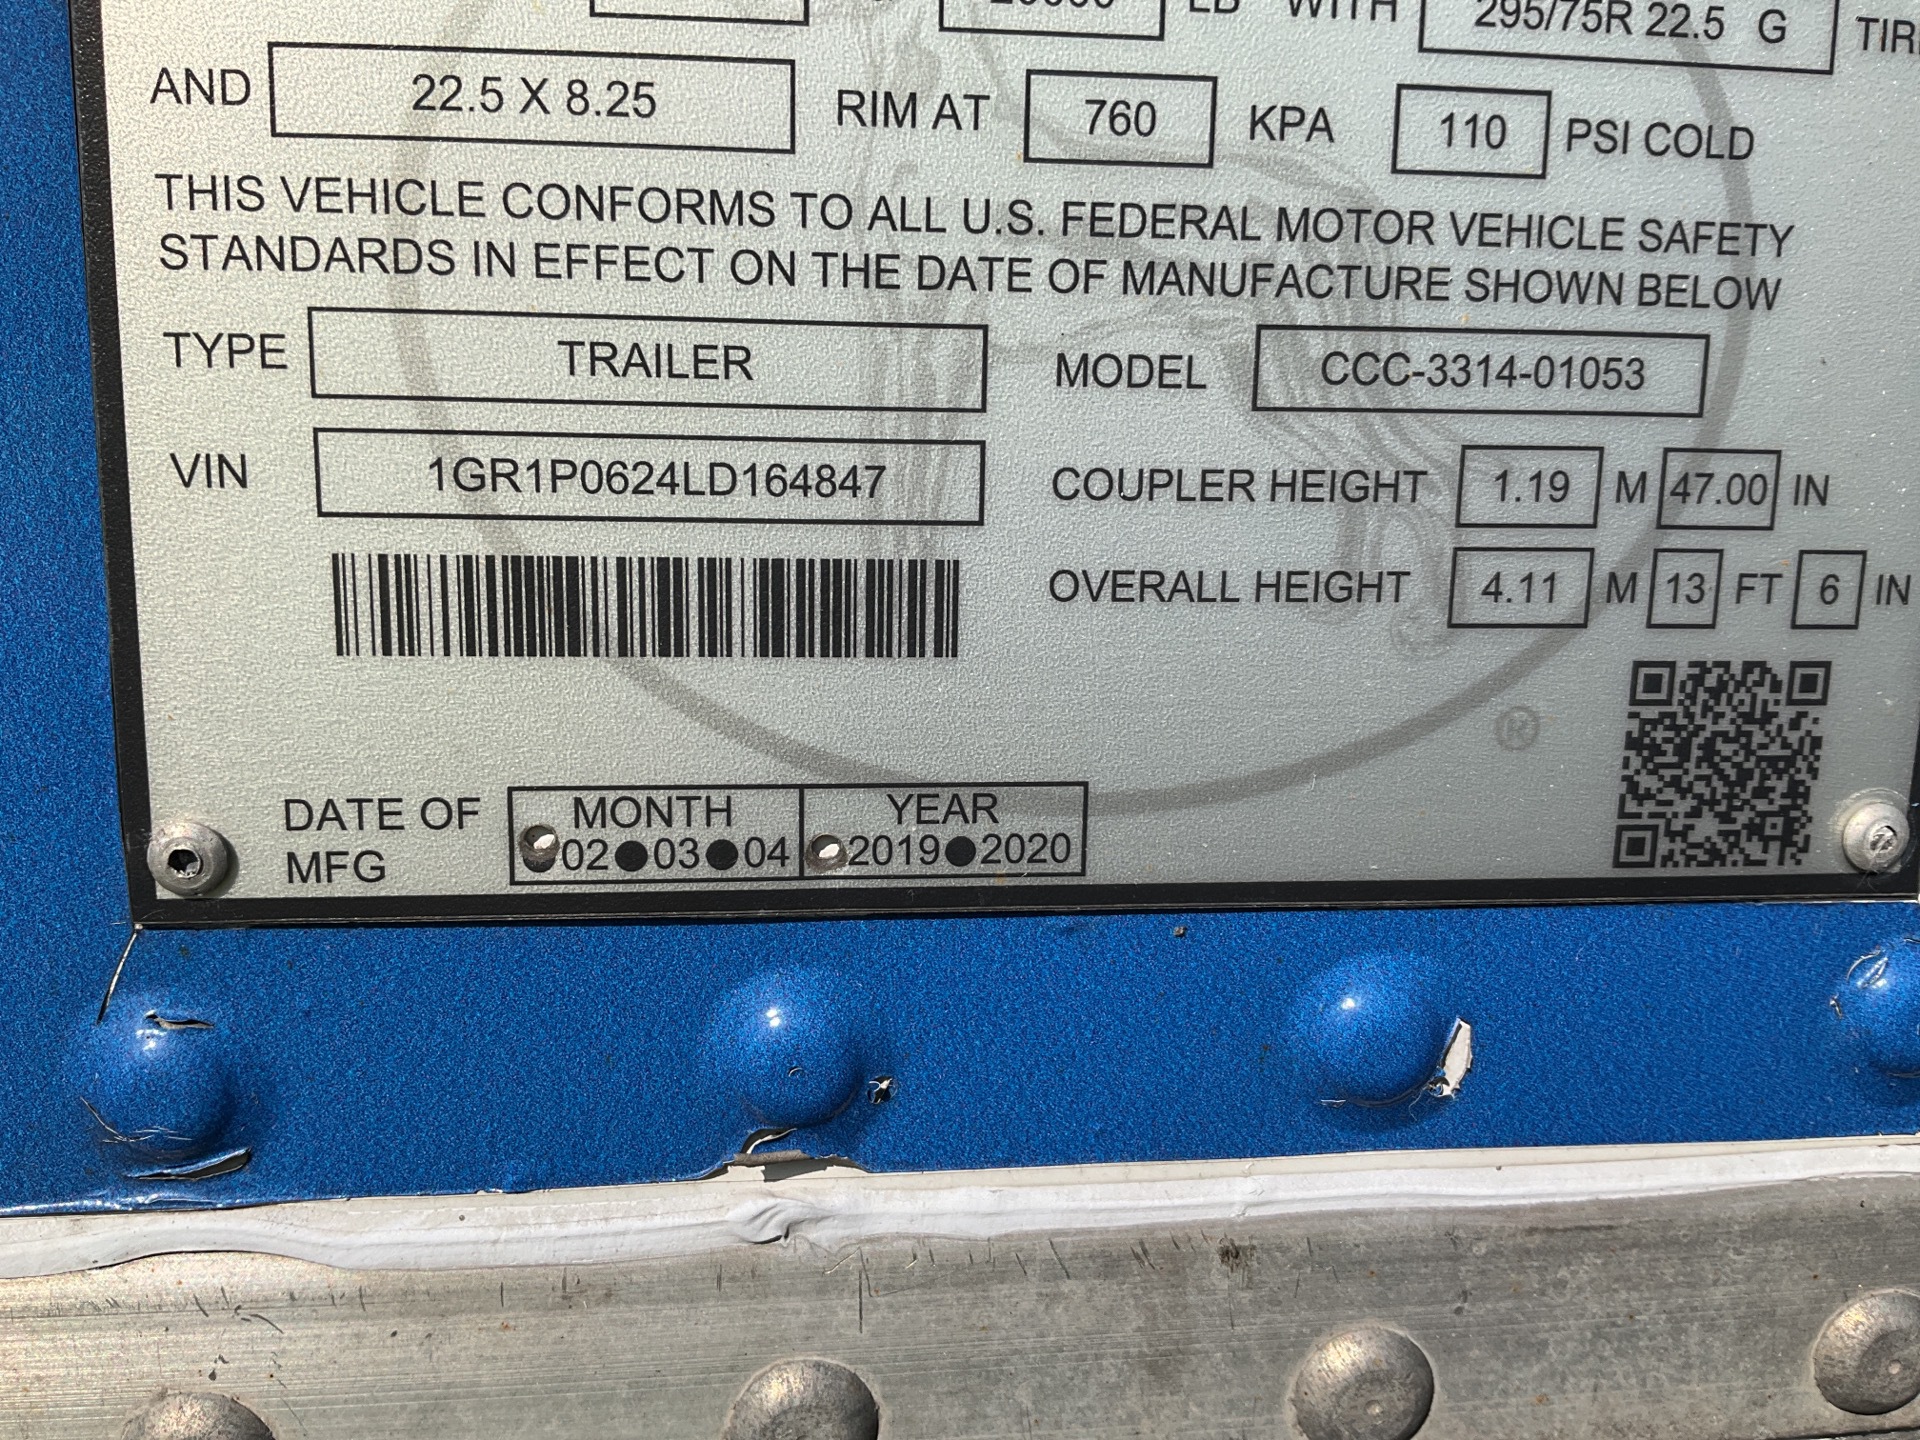 LB WITH 295/75R 22.5 G
AND 22.5 X 8.25 RIM AT 760 KPA 110 PSI COLD
THIS VEHICLE CONFORMS TO ALL U.S. FEDERAL MOTOR VEHICLE SAFETY
STANDARDS IN EFFECT ON THE DATE OF MANUFACTURE SHOWN BELOW
TYPE TRAILER MODEL CCC-3314-01053
VIN 1GR1P0624LD164847 COUPLER HEIGHT 1.19 M 47.00 IN
OVERALL HEIGHT 4.11 M 13 FT 6 IN
®
DATE OF MFG MONTH YEAR
02 03 04 2019 2020